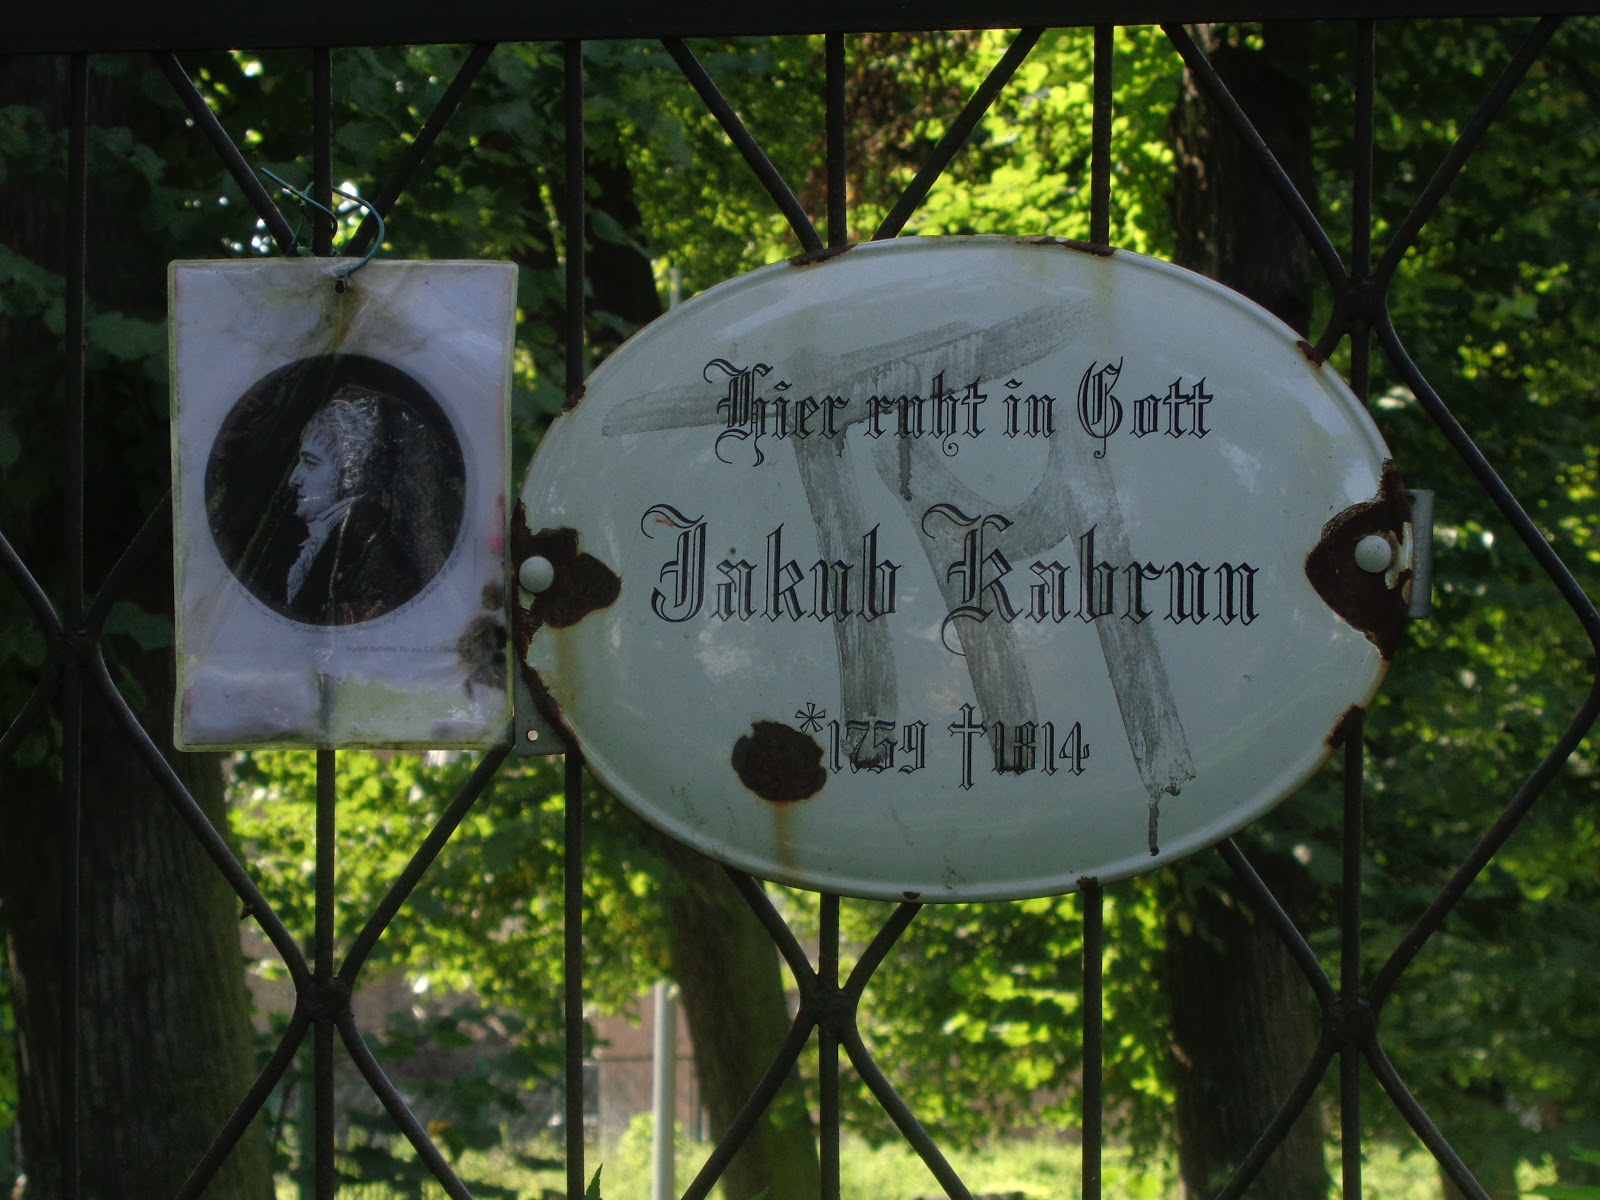 Hier ruht in Gott
Jakub Kabrun
*1759 †1814